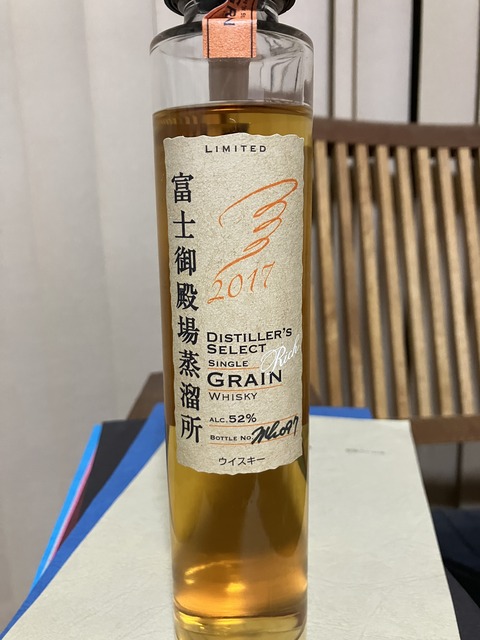 LIMITED
富士御殿場蒸溜所
2017
DISTILLER'S
SELECT
SINGLE Rich
GRAIN
WHISKY
ALC.52%
BOTTLE NO.
ウイスキー